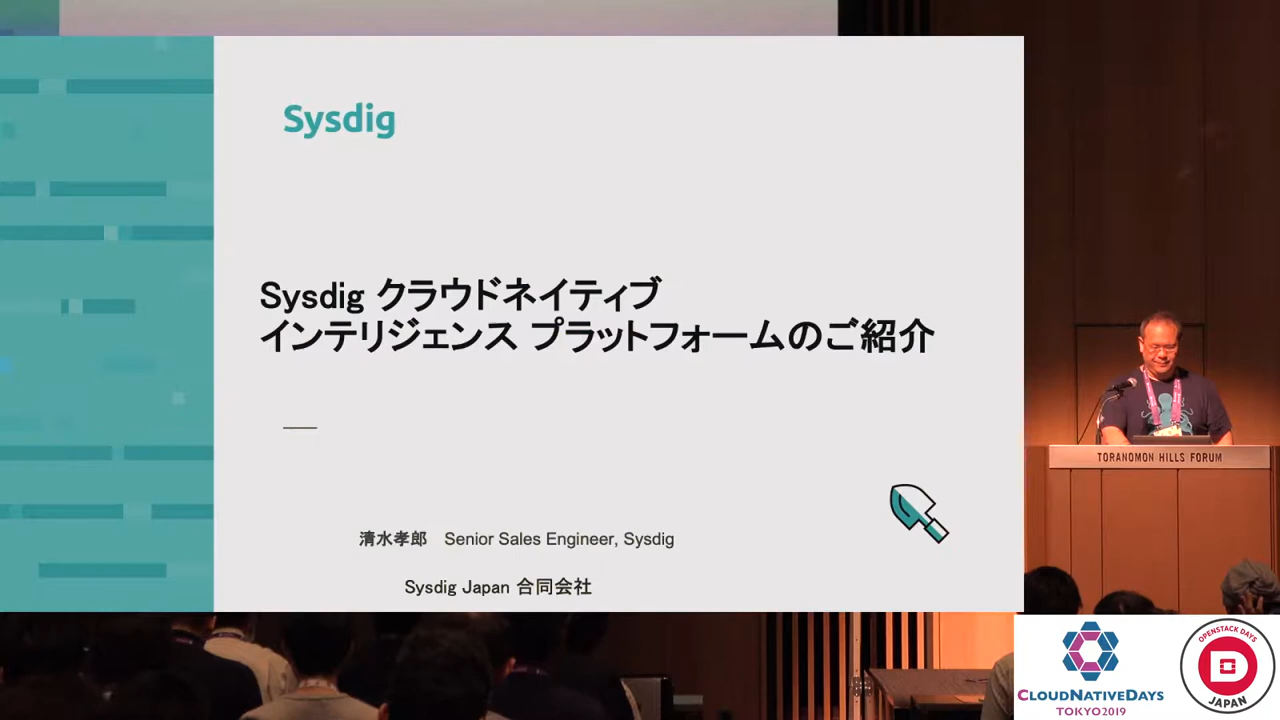 Sysdig
Sysdig クラウドネイティブ
インテリジェンス プラットフォームのご紹介
清水孝郎 Senior Sales Engineer, Sysdig
Sysdig Japan 合同会社
TORANOMON HILLS FORUM
CLOUDNATIVEDAYS
TOKYO2019
OPENSTACK DAYS
JAPAN